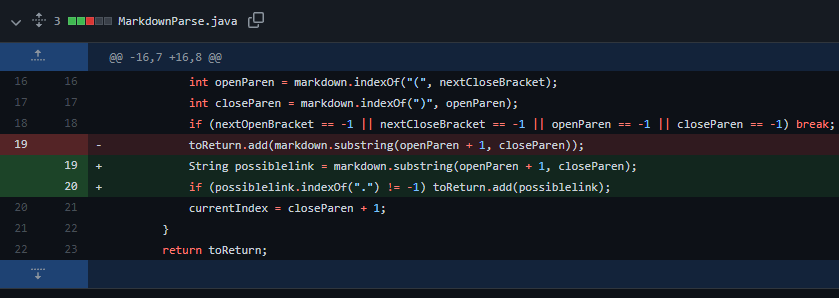 3 MarkdownParse.java
@@ -16,7 +16,8 @@
16 16 int openParen = markdown.indexOf("(", nextCloseBracket);
17 17 int closeParen = markdown.indexOf(")", openParen);
18 18 if (nextOpenBracket == -1 || nextCloseBracket == -1 || openParen == -1 || closeParen == -1) break;
19 - toReturn.add(markdown.substring(openParen + 1, closeParen));
19 + String possiblelink = markdown.substring(openParen + 1, closeParen);
20 + if (possiblelink.indexOf(".") != -1) toReturn.add(possiblelink);
20 21 currentIndex = closeParen + 1;
21 22 }
22 23 return toReturn;